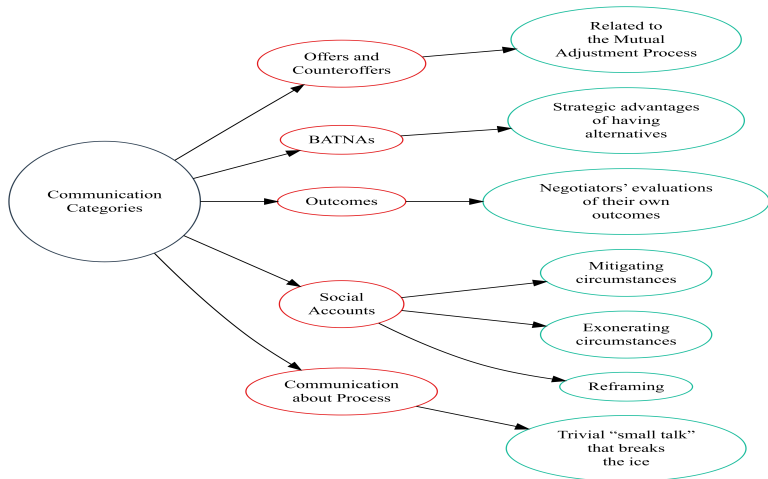 Communication
Categories
Offers and
Counteroffers
Related to
the Mutual
Adjustment Process
BATNAs
Strategic advantages
of having
alternatives
Outcomes
Negotiators’ evaluations
of their own
outcomes
Social
Accounts
Mitigating
circumstances
Exonerating
circumstances
Reframing
Communication
about Process
Trivial “small talk”
that breaks
the ice